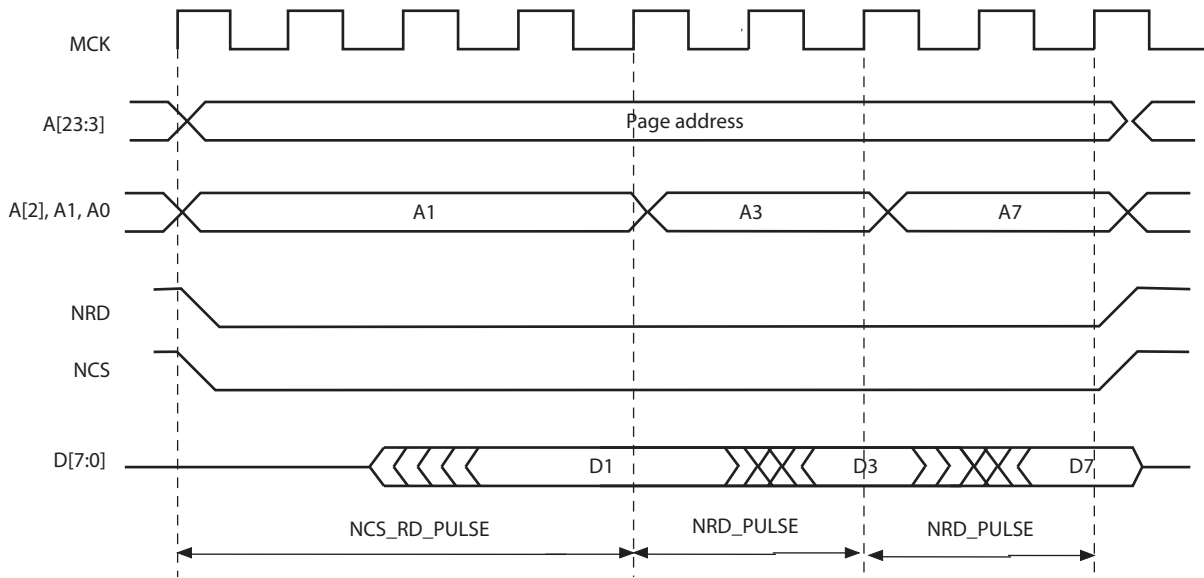 MCK
A[23:3]
Page address
A[2], A1, A0
A1
A3
A7
NRD
NCS
D[7:0]
D1
D3
D7
NCS_RD_PULSE
NRD_PULSE
NRD_PULSE